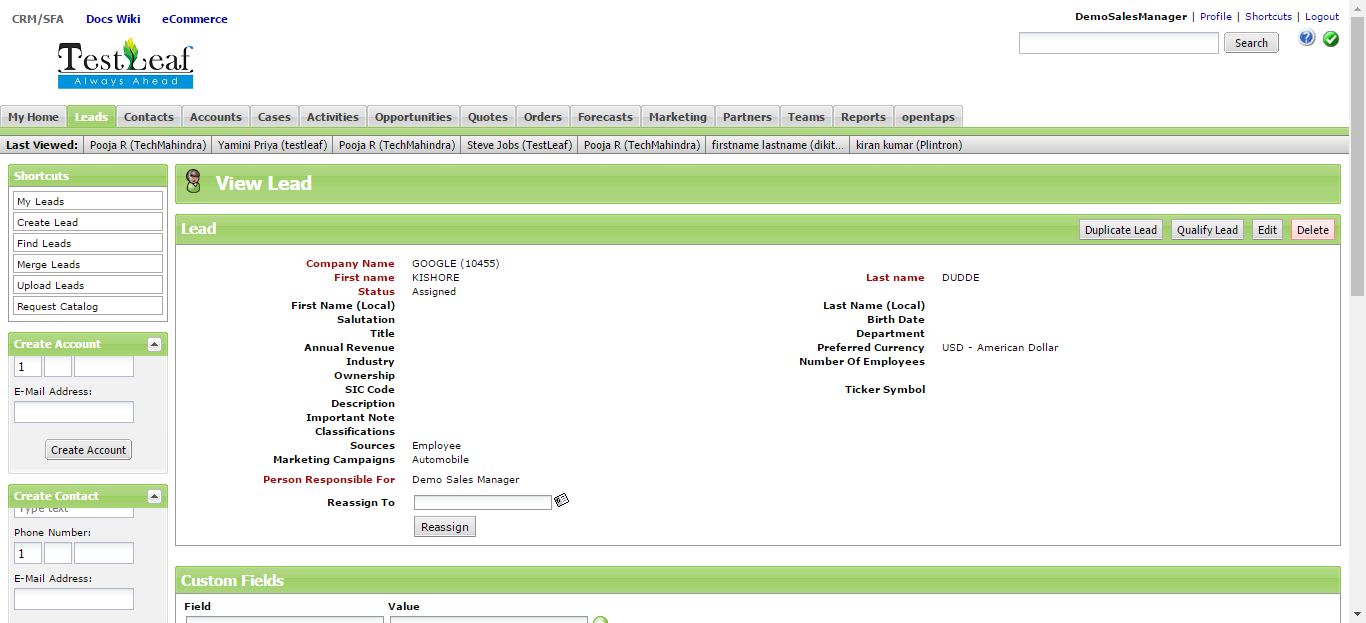 CRM/SFA Docs Wiki eCommerce
DemoSalesManager | Profile | Shortcuts | Logout
TestLeaf
Always Ahead
Search
My Home Leads Contacts Accounts Cases Activities Opportunities Quotes Orders Forecasts Marketing Partners Teams Reports opentaps
Last Viewed: Pooja R (TechMahindra) Yamini Priya (testleaf) Pooja R (TechMahindra) Steve Jobs (TestLeaf) Pooja R (TechMahindra) firstname lastname (dikit... kiran kumar (Plintron)
Shortcuts
My Leads
Create Lead
Find Leads
Merge Leads
Upload Leads
Request Catalog
Create Account
1
E-Mail Address:
Create Account
Create Contact
Type text
Phone Number:
1
E-Mail Address:
View Lead
Lead Duplicate Lead Qualify Lead Edit Delete
Company Name GOOGLE (10455)
First name KISHORE Last name DUDDE
Status Assigned
First Name (Local) Last Name (Local)
Salutation Birth Date
Title Department
Annual Revenue Preferred Currency USD - American Dollar
Industry Number Of Employees
Ownership
SIC Code Ticker Symbol
Description
Important Note
Classifications
Sources Employee
Marketing Campaigns Automobile
Person Responsible For Demo Sales Manager
Reassign To
Reassign
Custom Fields
Field Value